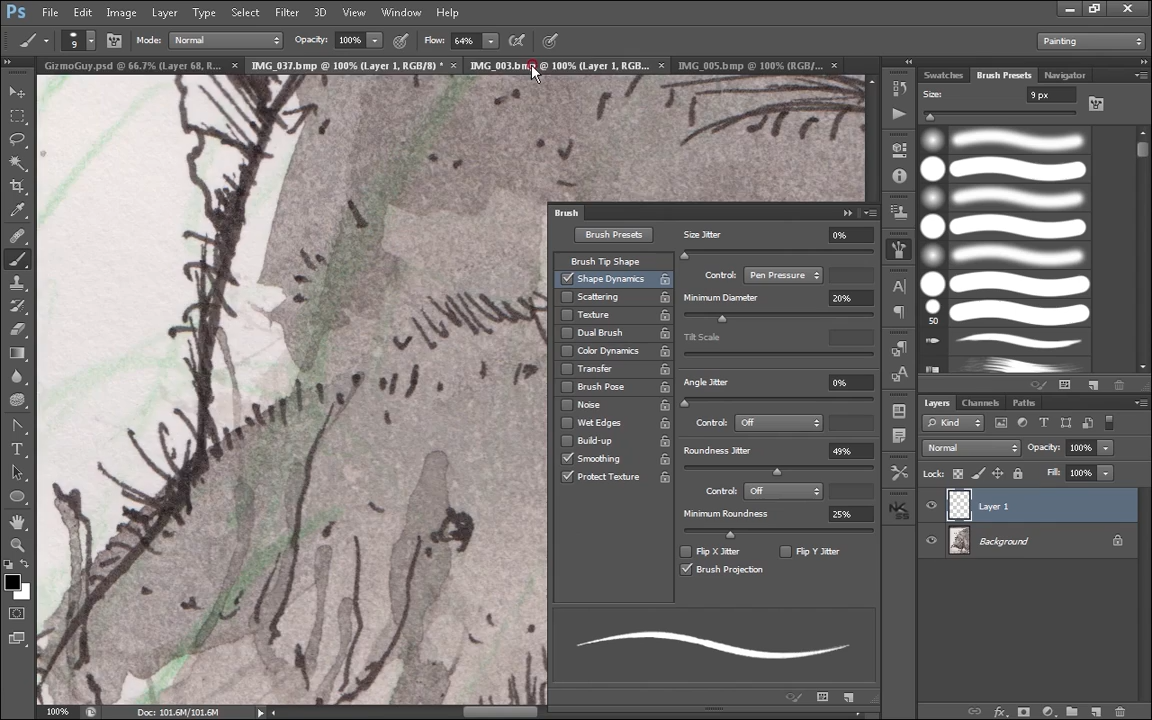 Ps File Edit Image Layer Type Select Filter 3D View Window Help
9 Mode: Normal Opacity: 100% Flow: 64% Painting
GizmoGuy.psd @ 66.7% (Layer 68, R... × IMG_037.bmp @ 100% (Layer 1, RGB/8) * × IMG_003.bmp @ 100% (Layer 1, RGB... × IMG_005.bmp @ 100% (RGB/... ×
Swatches Brush Presets Navigator
Size: 9 px
50
Brush
Brush Presets
Brush Tip Shape
Shape Dynamics
Scattering
Texture
Dual Brush
Color Dynamics
Transfer
Brush Pose
Noise
Wet Edges
Build-up
Smoothing
Protect Texture
Size Jitter 0%
Control: Pen Pressure
Minimum Diameter 20%
Tilt Scale
Angle Jitter 0%
Control: Off
Roundness Jitter 49%
Control: Off
Minimum Roundness 25%
Flip X Jitter Flip Y Jitter
Brush Projection
Layers Channels Paths
Kind
Normal Opacity: 100%
Lock: Fill: 100%
Layer 1
Background
100% Doc: 101.6M/101.6M